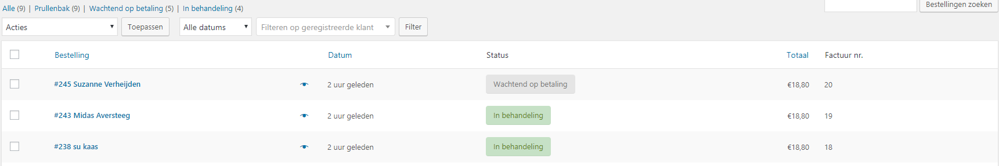 Alle (9) | Prullenbak (9) | Wachtend op betaling (5) | In behandeling (4)
Bestellingen zoeken
Acties Toepassen Alle datums Filteren op geregistreerde klant Filter
Bestelling Datum Status Totaal Factuur nr.
#245 Suzanne Verheijden 2 uur geleden Wachtend op betaling €18,80 20
#243 Midas Aversteeg 2 uur geleden In behandeling €18,80 19
#238 su kaas 2 uur geleden In behandeling €18,80 18